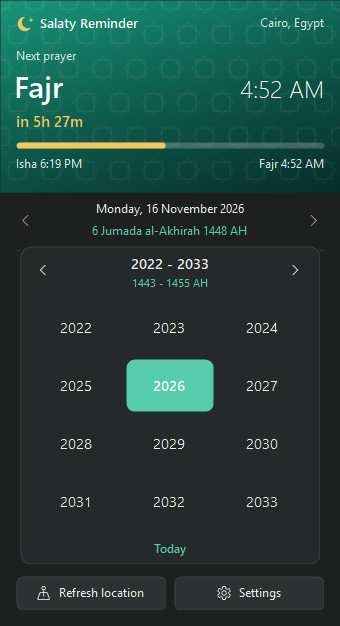 Salaty Reminder
Cairo, Egypt
Next prayer
Fajr
4:52 AM
in 5h 27m
Isha 6:19 PM
Fajr 4:52 AM
Monday, 16 November 2026
6 Jumada al-Akhirah 1448 AH
2022 - 2033
1443 - 1455 AH
2022 2023 2024
2025 2026 2027
2028 2029 2030
2031 2032 2033
Today
Refresh location
Settings